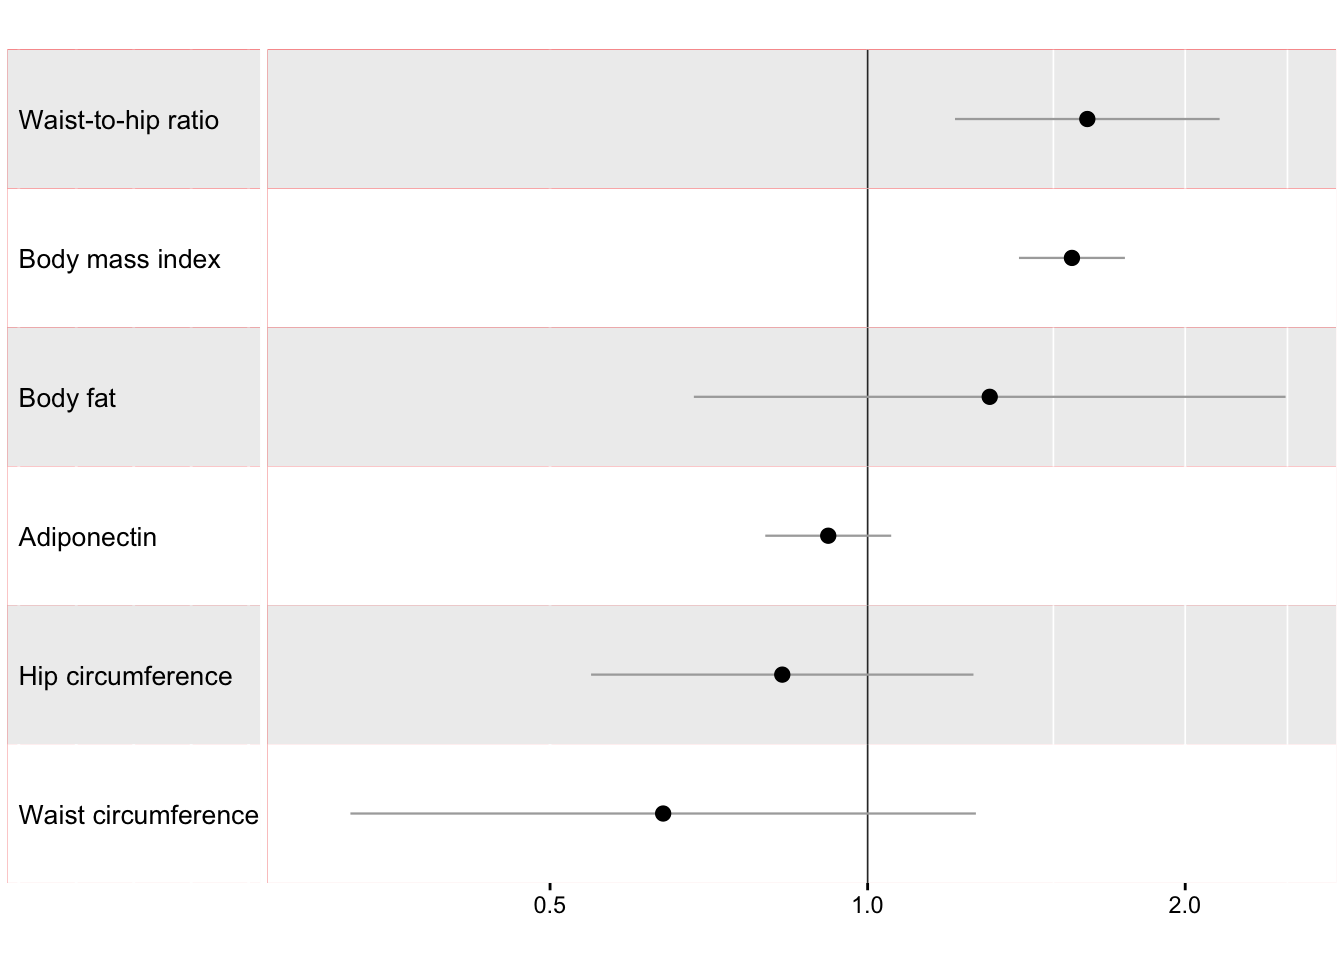 Waist-to-hip ratio
Body mass index
Body fat
Adiponectin
Hip circumference
Waist circumference
0.5 1.0 2.0